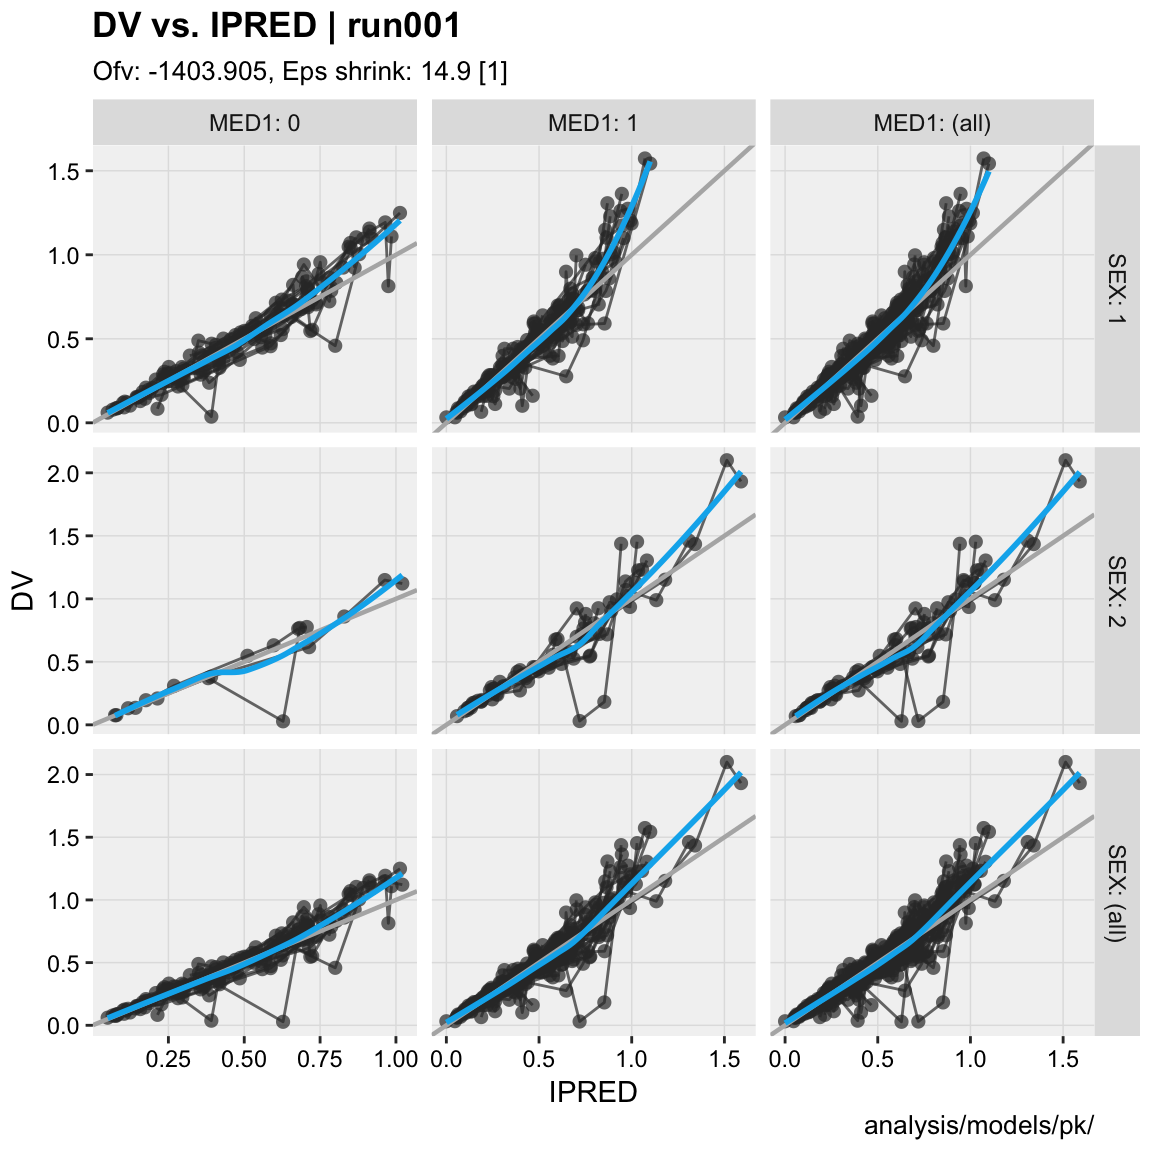 DV vs. IPRED | run001
Ofv: -1403.905, Eps shrink: 14.9 [1]
MED1: 0
MED1: 1
MED1: (all)
1.5
1.0
0.5
0.0
SEX: 1
2.0
1.5
1.0
0.5
0.0
SEX: 2
2.0
1.5
1.0
0.5
0.0
SEX: (all)
DV
0.25 0.50 0.75 1.00
0.0 0.5 1.0 1.5
0.0 0.5 1.0 1.5
IPRED
analysis/models/pk/